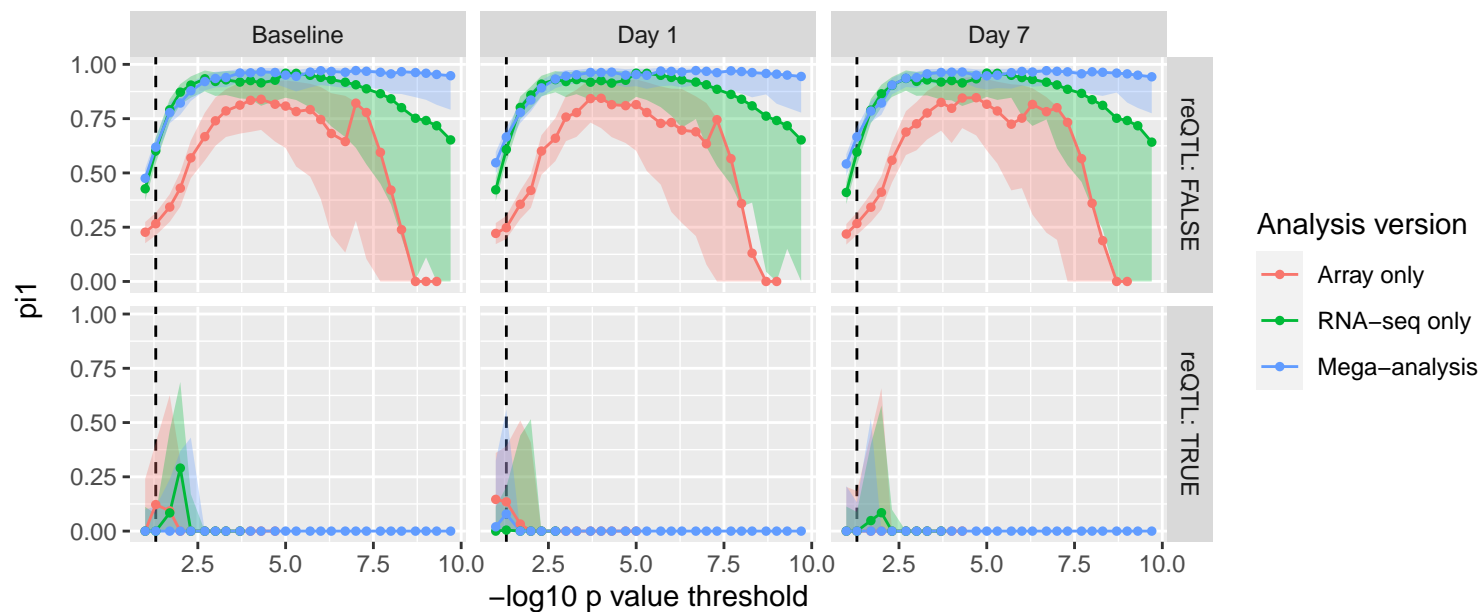 Baseline
Day 1
Day 7
1.00
0.75
0.50
0.25
0.00
reQTL: FALSE
1.00
0.75
0.50
0.25
0.00
reQTL: TRUE
pi1
2.5 5.0 7.5 10.0 2.5 5.0 7.5 10.0 2.5 5.0 7.5 10.0
−log10 p value threshold
Analysis version
Array only
RNA−seq only
Mega−analysis